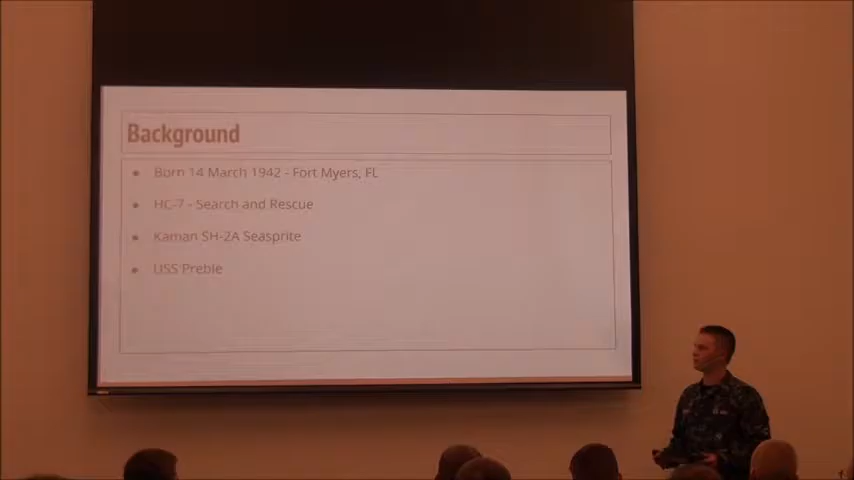 Background
Born 14 March 1942 - Fort Myers, FL
HC-7 - Search and Rescue
Kaman SH-2A Seasprite
USS Preble